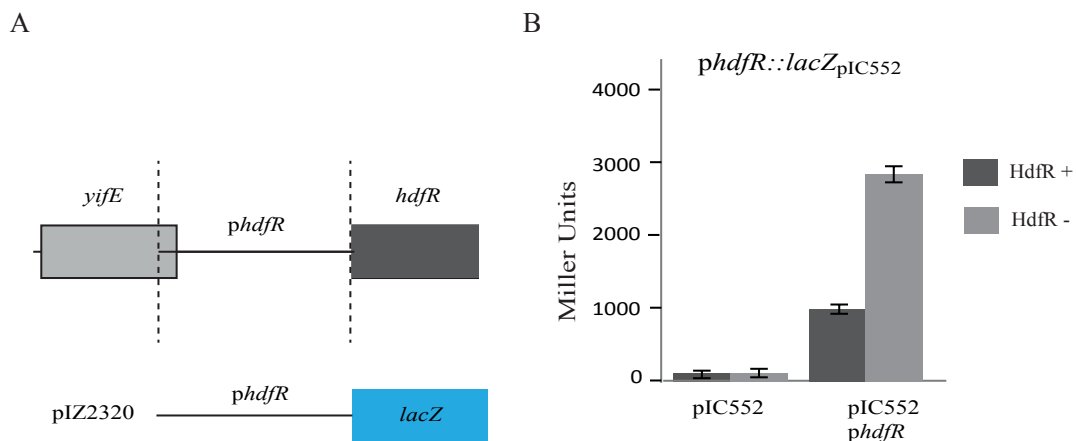 A
yifE
hdfR
phdfR
pIZ2320
phdfR
lacZ
B
phdfR::lacZpIC552
Miller Units
4000
3000
2000
1000
0
pIC552
pIC552
phdfR
HdfR +
HdfR -